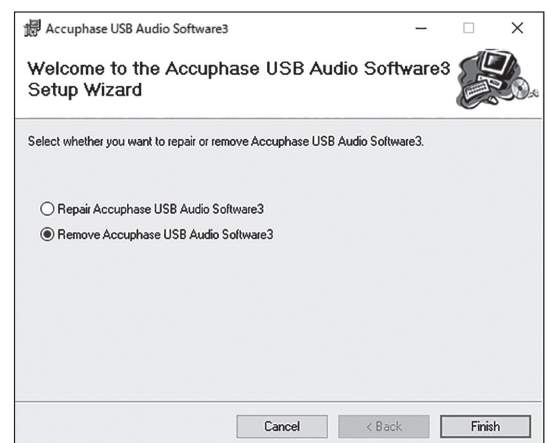 Accuphase USB Audio Software3
Welcome to the Accuphase USB Audio Software3
Setup Wizard
Select whether you want to repair or remove Accuphase USB Audio Software3.
Repair Accuphase USB Audio Software3
Remove Accuphase USB Audio Software3
Cancel
< Back
Finish